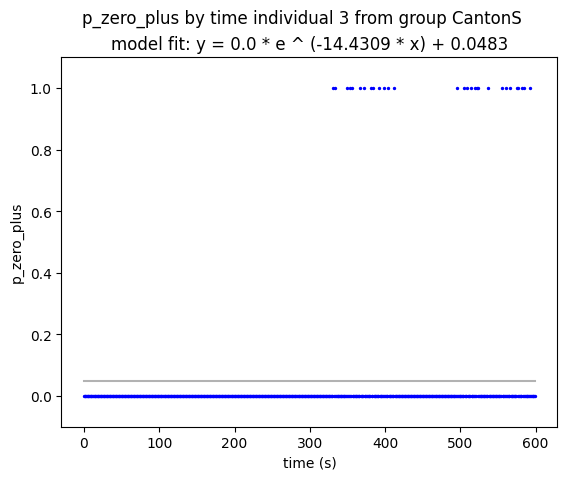 p_zero_plus by time individual 3 from group CantonS
model fit: y = 0.0 * e ^ (-14.4309 * x) + 0.0483
1.0
0.8
0.6
0.4
0.2
0.0
p_zero_plus
0 100 200 300 400 500 600
time (s)